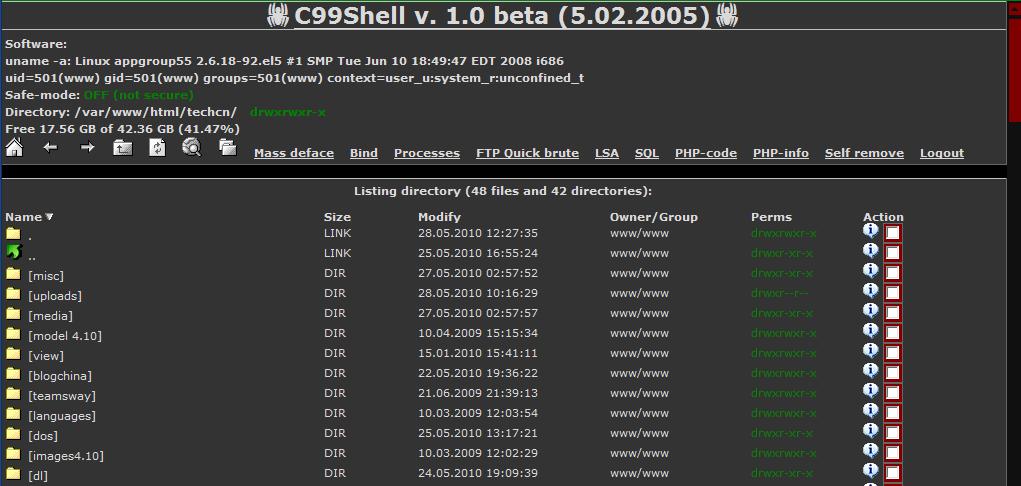 C99Shell v. 1.0 beta (5.02.2005)
Software:
uname -a: Linux appgroup55 2.6.18-92.el5 #1 SMP Tue Jun 10 18:49:47 EDT 2008 i686
uid=501(www) gid=501(www) groups=501(www) context=user_u:system_r:unconfined_t
Safe-mode: OFF (not secure)
Directory: /var/www/html/techcn/ drwxrwxr-x
Free 17.56 GB of 42.36 GB (41.47%)
Mass deface Bind Processes FTP Quick brute LSA SQL PHP-code PHP-info Self remove Logout
Listing directory (48 files and 42 directories):
Name Size Modify Owner/Group Perms Action
. LINK 28.05.2010 12:27:35 www/www drwxrwxr-x
.. LINK 25.05.2010 16:55:24 www/www drwxr-xr-x
[misc] DIR 27.05.2010 02:57:52 www/www drwxr-xr-x
[uploads] DIR 28.05.2010 10:16:29 www/www drwxr--r--
[media] DIR 27.05.2010 02:57:57 www/www drwxr-xr-x
[model 4.10] DIR 10.04.2009 15:15:34 www/www drwxr-xr-x
[view] DIR 15.01.2010 15:41:11 www/www drwxr-xr-x
[blogchina] DIR 22.05.2010 19:36:22 www/www drwxr-xr-x
[teamsway] DIR 21.06.2009 21:39:13 www/www drwxr-xr-x
[languages] DIR 10.03.2009 12:03:54 www/www drwxr-xr-x
[dos] DIR 25.05.2010 13:17:21 www/www drwxr-xr-x
[images4.10] DIR 10.03.2009 12:02:29 www/www drwxr-xr-x
[dl] DIR 24.05.2010 19:09:39 www/www drwxr-xr-x